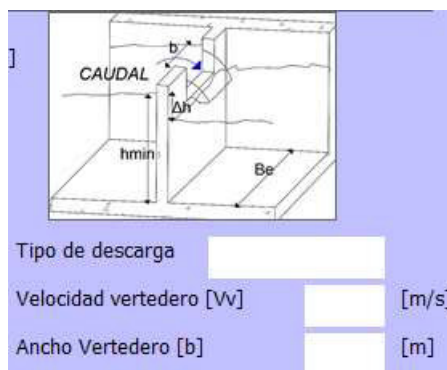 ]
b
CAUDAL
Δh
hmin
Be
Tipo de descarga
Velocidad vertedero [Vv] [m/s]
Ancho Vertedero [b] [m]